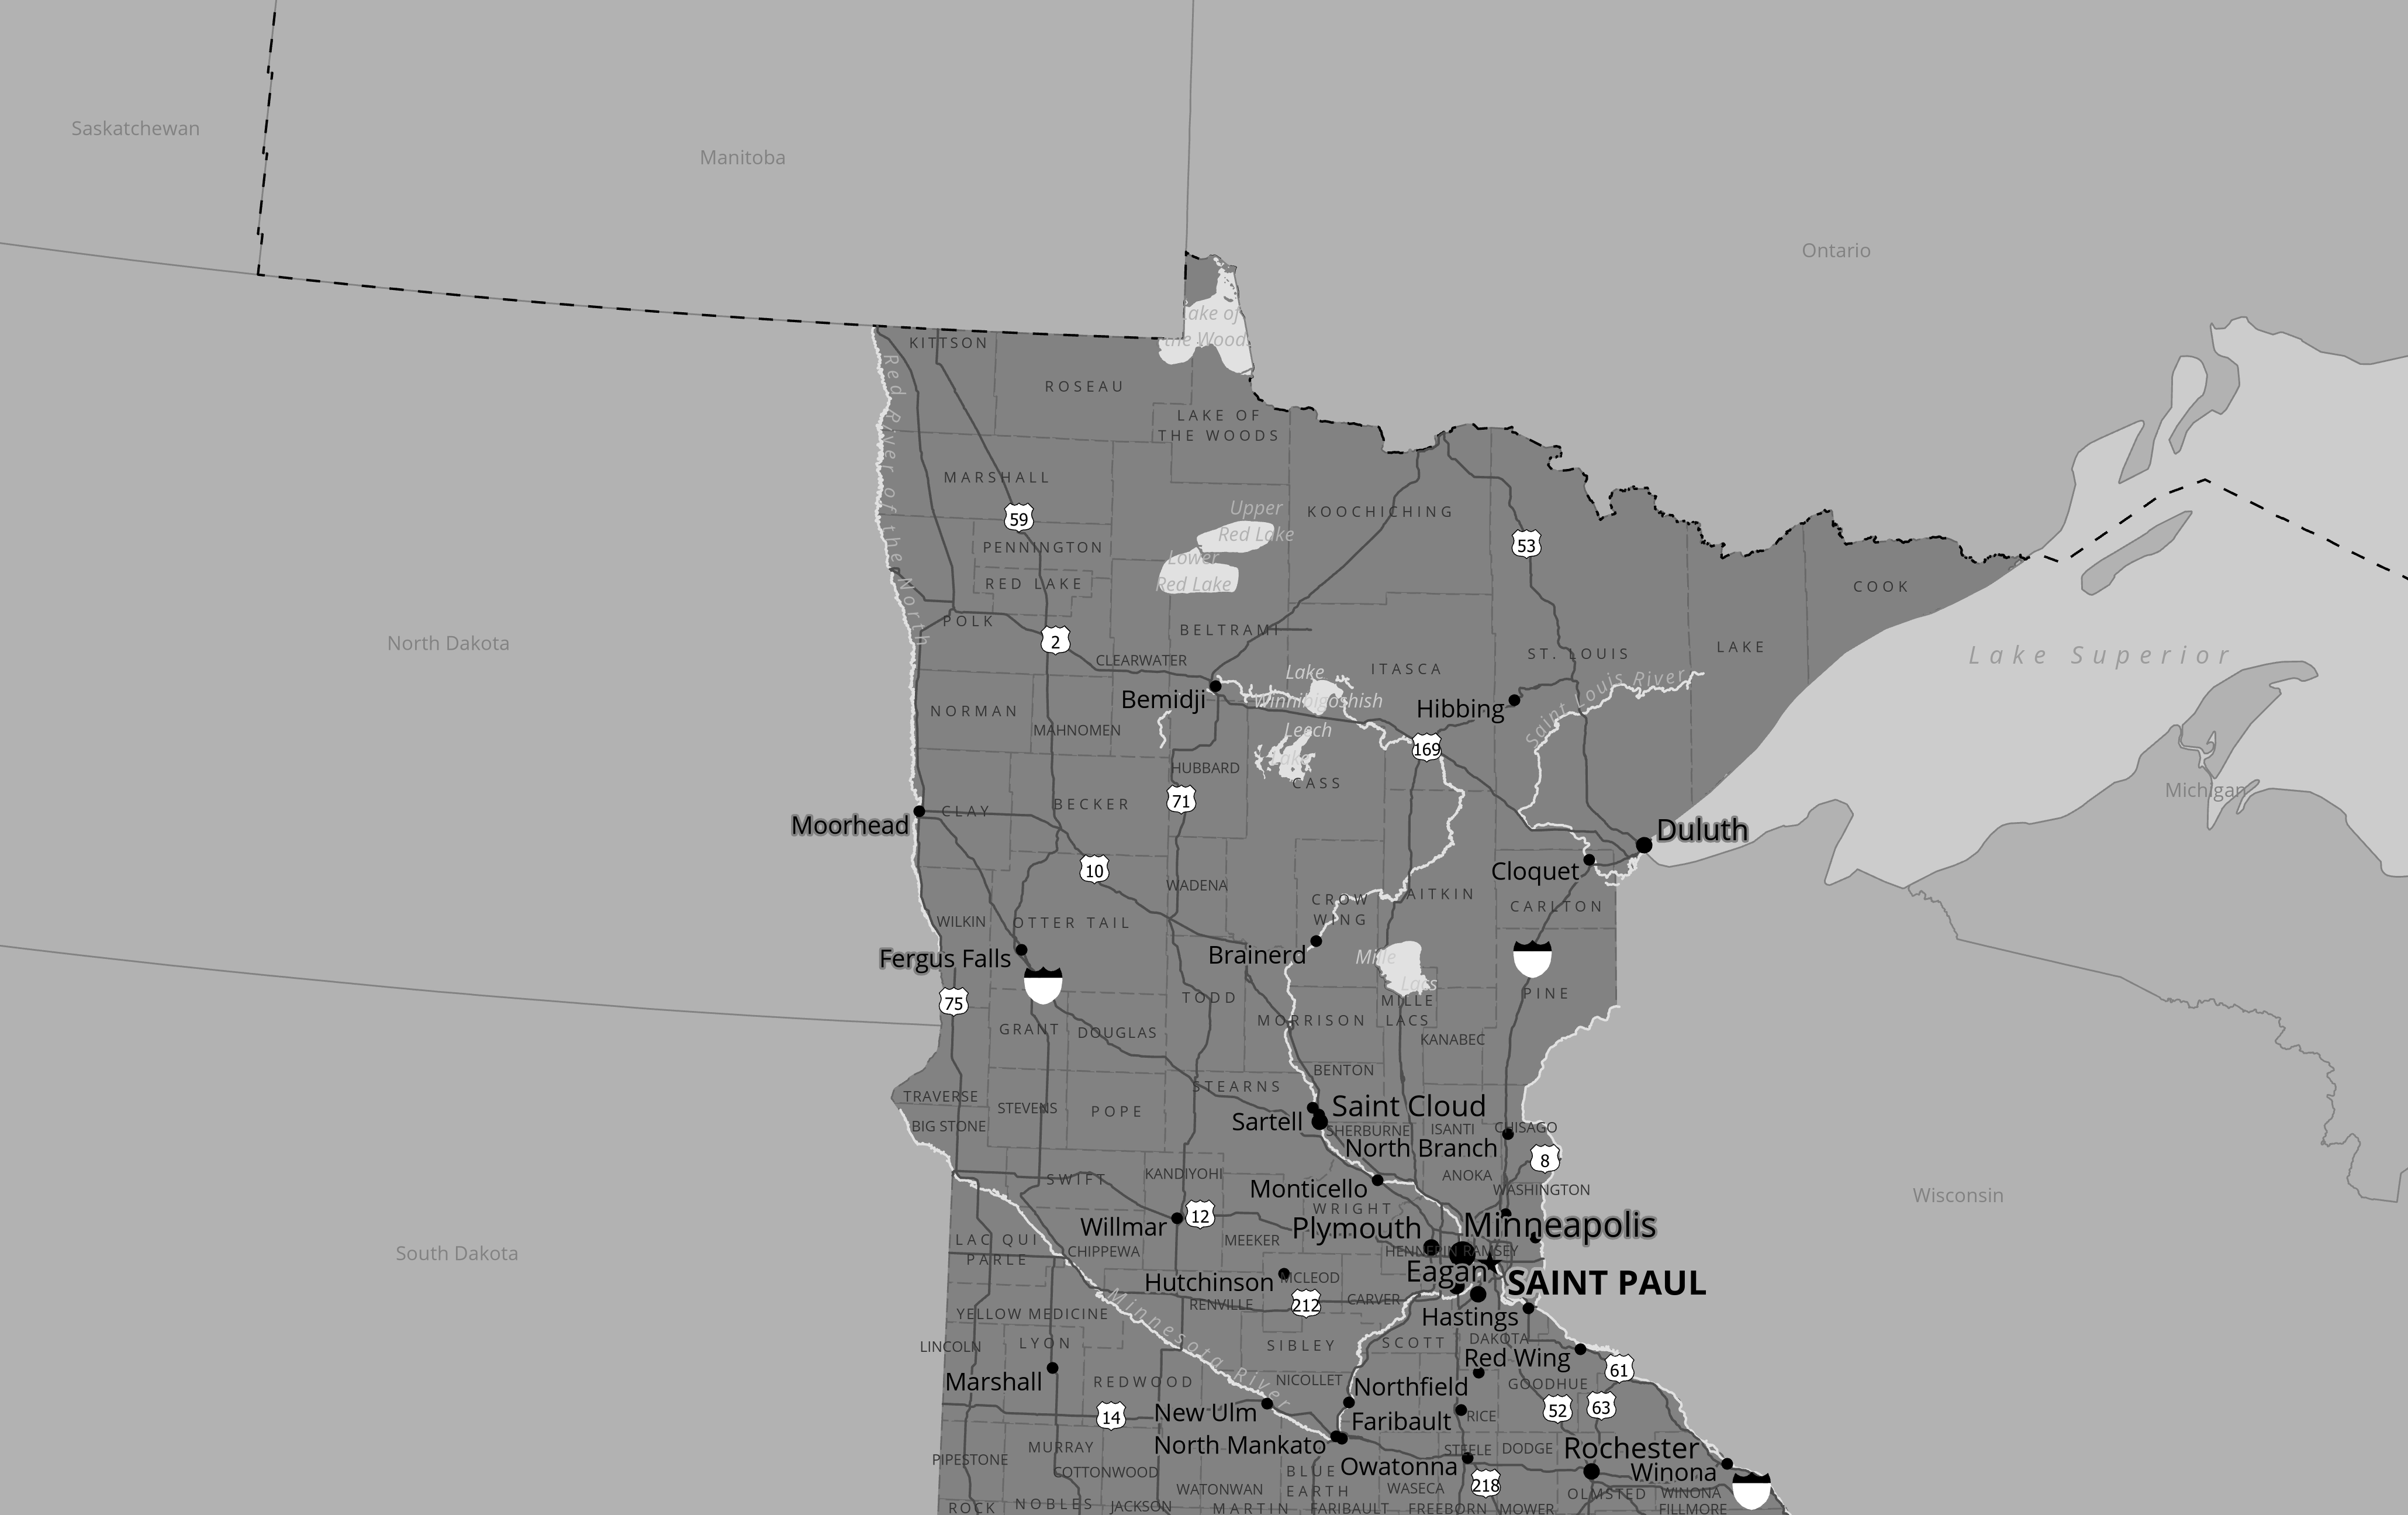 Saskatchewan
Manitoba
Ontario
Lake of
the Woods
KITTSON
ROSEAU
LAKE OF
THE WOODS
Red River of the North
MARSHALL
59
Upper
Red Lake
KOOCHICHING
53
PENNINGTON
Lower
Red Lake
RED LAKE
COOK
POLK
2
BELTRAMI
North Dakota
CLEARWATER
ITASCA
ST. LOUIS
LAKE
Lake Superior
Lake
Winnibigoshish
Bemidji
Hibbing
Saint Louis River
NORMAN
MAHNOMEN
Leech
Lake
169
HUBBARD
CASS
Michigan
BECKER
71
CLAY
Moorhead
Duluth
10
Cloquet
WADENA
CROW
WING
AITKIN
CARLTON
WILKIN
OTTER TAIL
Fergus Falls
Brainerd
Mille
Lacs
75
TODD
PINE
MILLE
LACS
MORRISON
GRANT
DOUGLAS
KANABEC
BENTON
STEARNS
TRAVERSE
STEVENS
POPE
Saint Cloud
Sartell
BIG STONE
SHERBURNE
ISANTI
CHISAGO
North Branch
8
SWIFT
KANDIYOHI
ANOKA
Monticello
WASHINGTON
Wisconsin
WRIGHT
Willmar
12
Plymouth
Minneapolis
LAC QUI
PARLE
CHIPPEWA
MEEKER
HENNEPIN
RAMSEY
South Dakota
Eagan
SAINT PAUL
Hutchinson
MCLEOD
RENVILLE
212
CARVER
Hastings
YELLOW MEDICINE
Minnesota River
LINCOLN
LYON
SIBLEY
SCOTT
DAKOTA
Red Wing
61
Marshall
REDWOOD
NICOLLET
Northfield
GOODHUE
14
New Ulm
Faribault
RICE
52
63
North Mankato
MURRAY
STEELE
DODGE
Rochester
PIPESTONE
COTTONWOOD
BLUE
EARTH
Owatonna
Winona
WATONWAN
WASECA
218
OLMSTED
WINONA
ROCK
NOBLES
JACKSON
MARTIN
FARIBAULT
FREEBORN
MOWER
FILLMORE